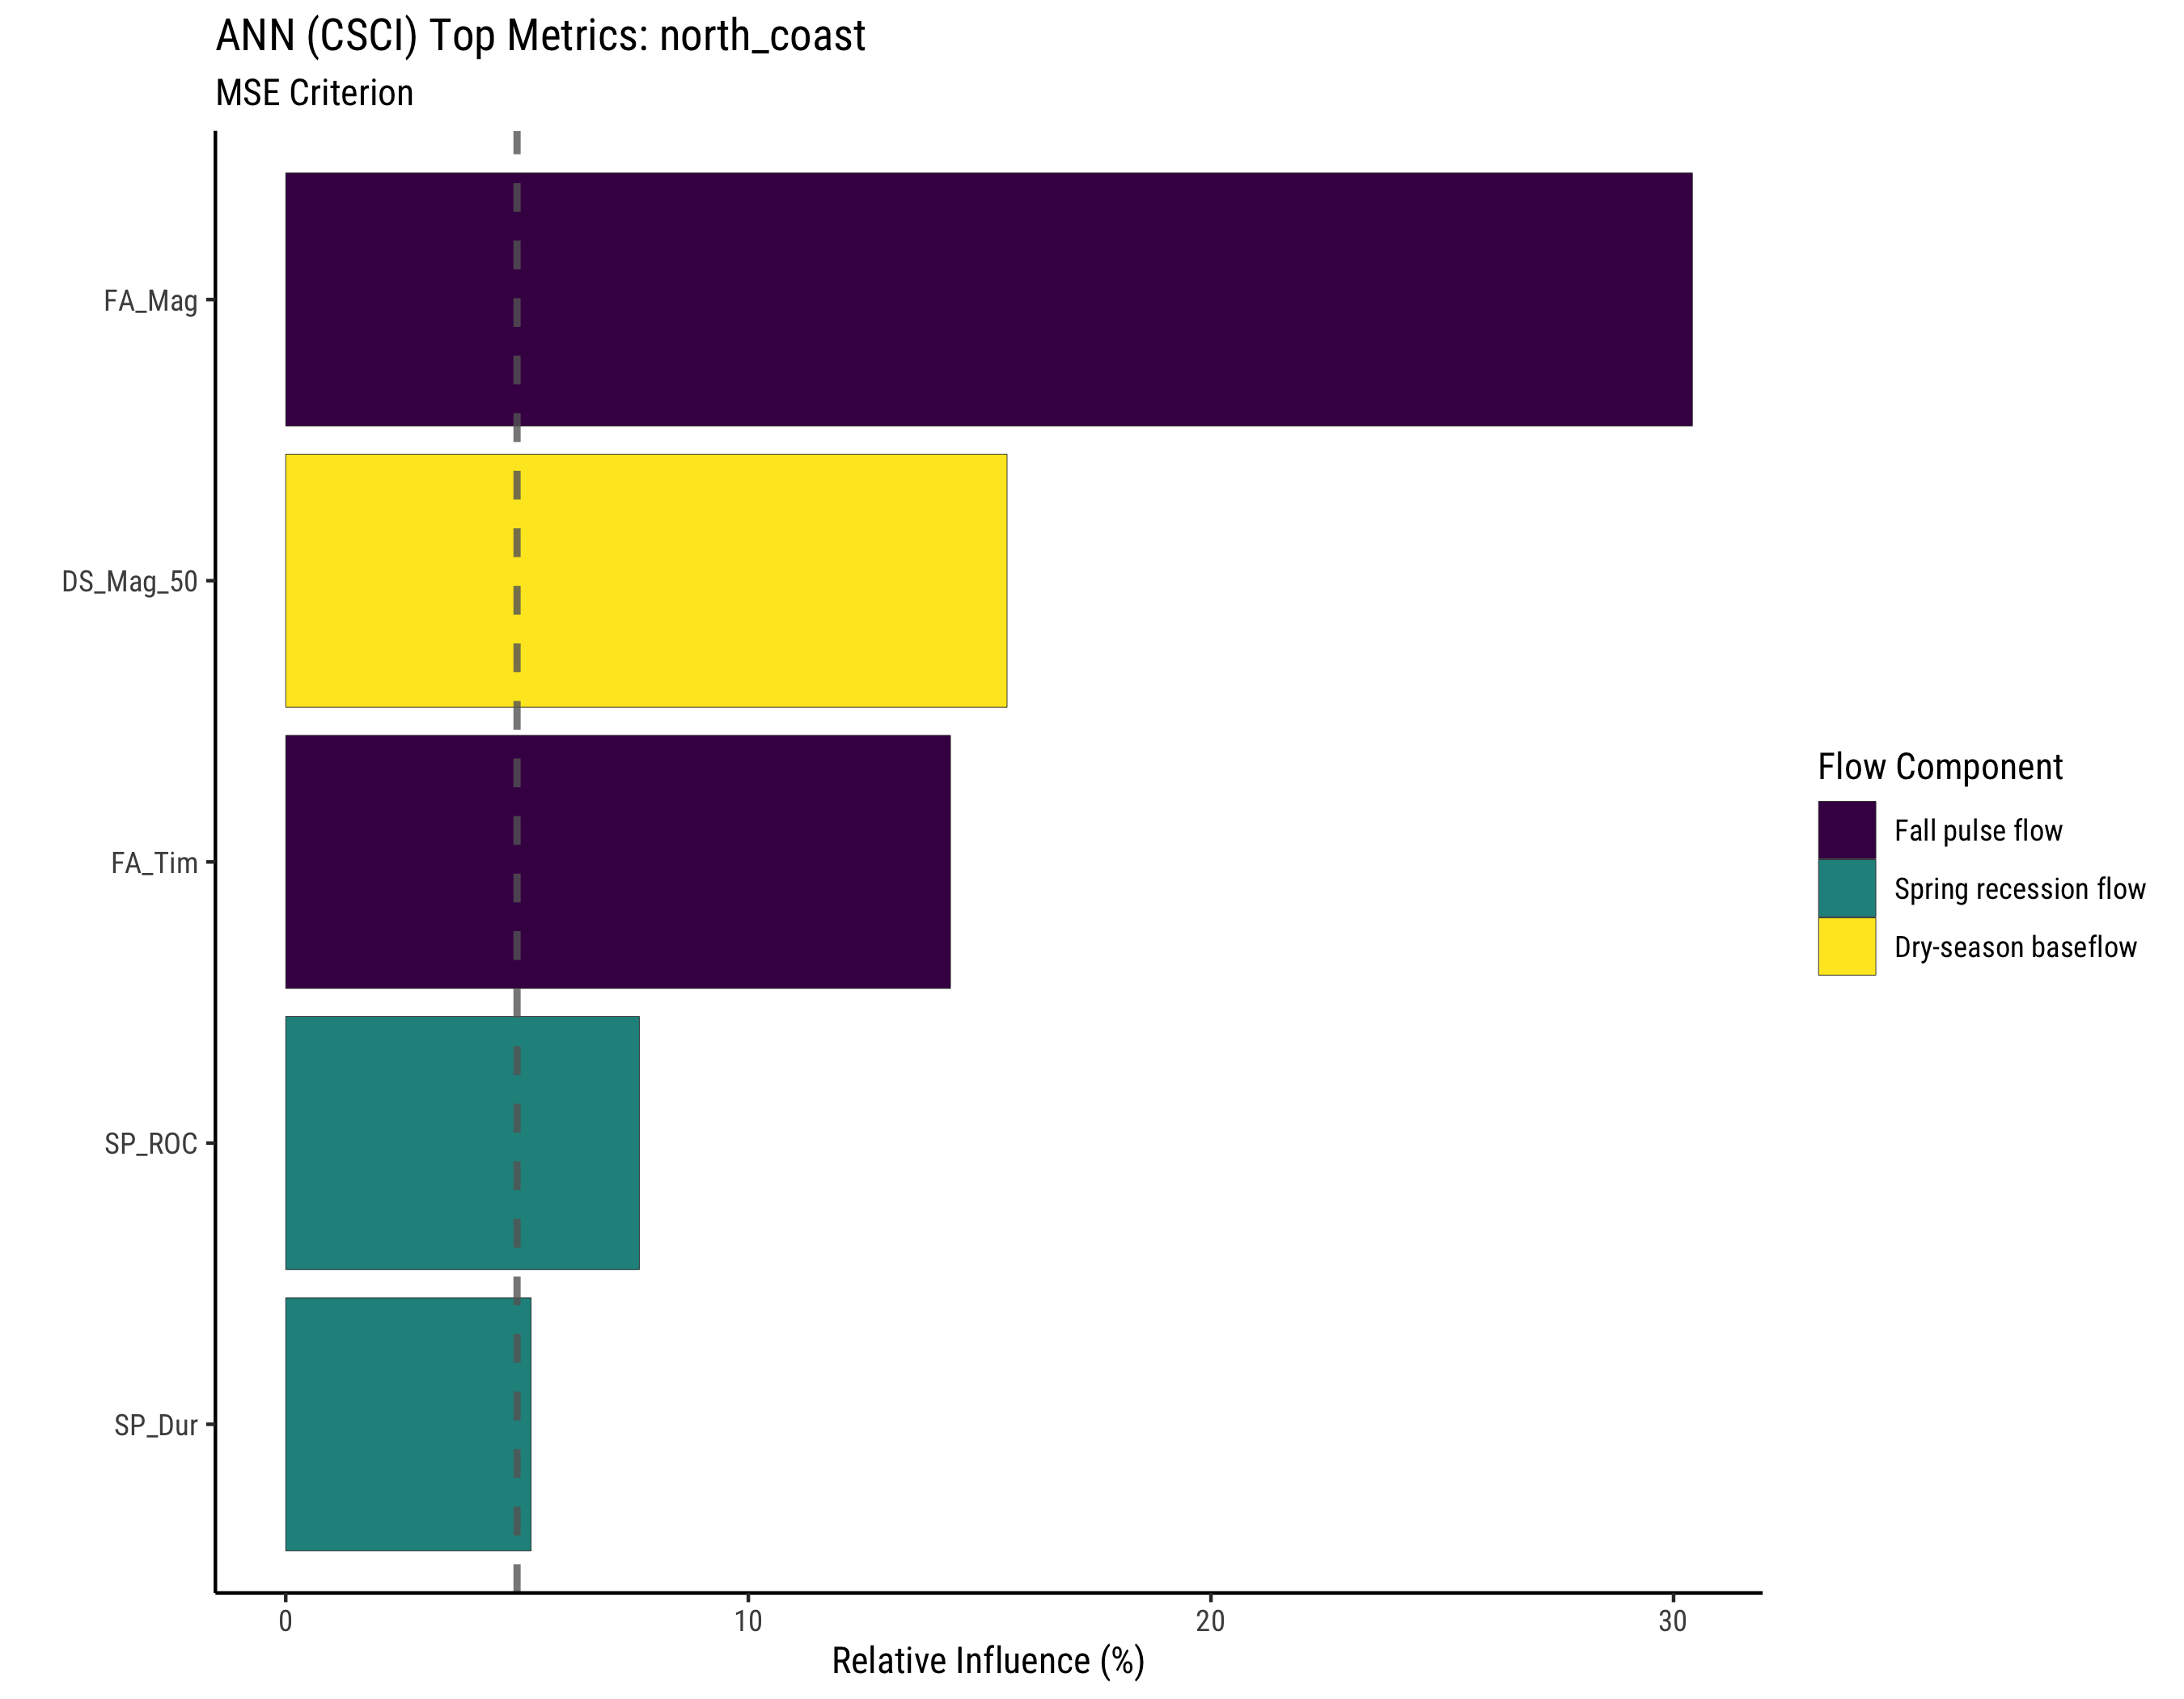 ANN (CSCI) Top Metrics: north_coast
MSE Criterion
FA_Mag
DS_Mag_50
FA_Tim
SP_ROC
SP_Dur
0 10 20 30
Relative Influence (%)
Flow Component
Fall pulse flow
Spring recession flow
Dry-season baseflow